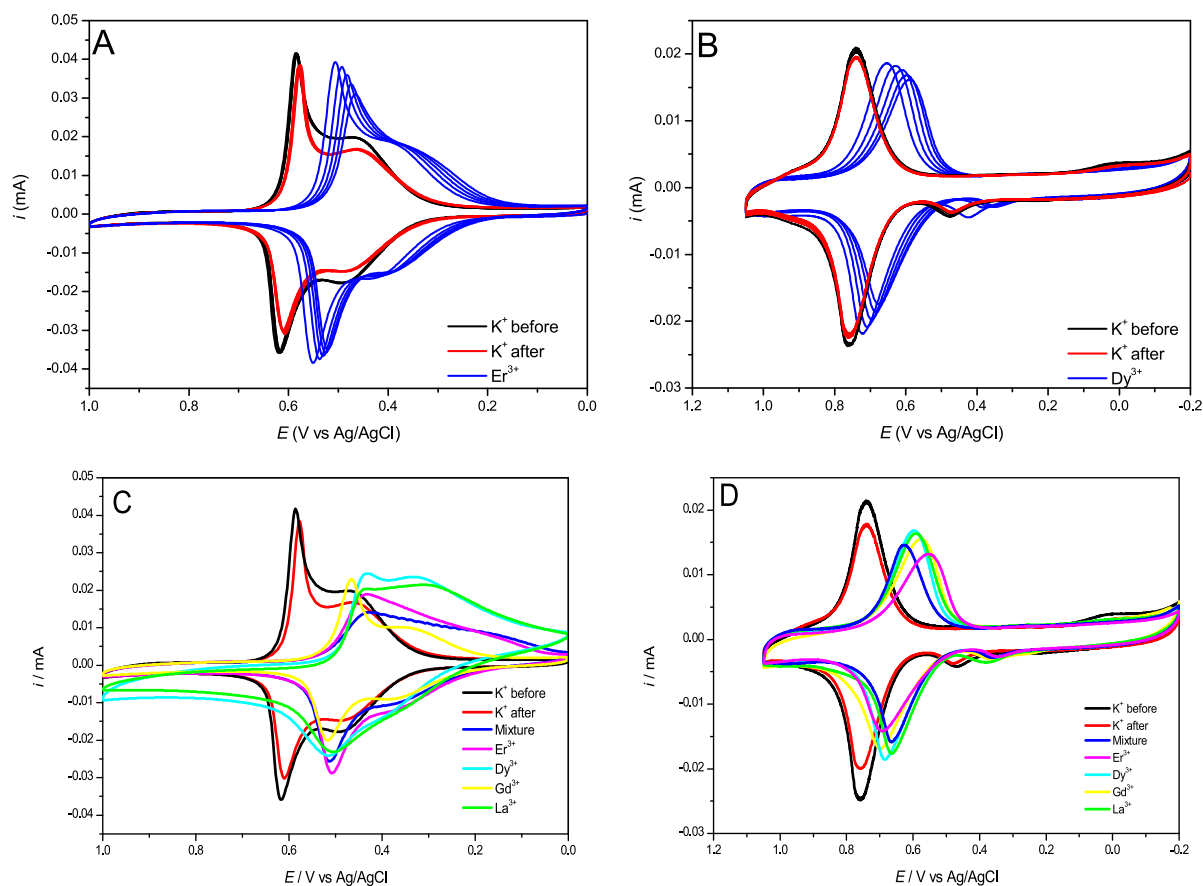 A
0.05
0.04
0.03
0.02
0.01
0.00
-0.01
-0.02
-0.03
-0.04
i (mA)
K⁺ before
K⁺ after
Er³⁺
1.0 0.8 0.6 0.4 0.2 0.0
E (V vs Ag/AgCl)
B
0.02
0.01
0.00
-0.01
-0.02
-0.03
i (mA)
K⁺ before
K⁺ after
Dy³⁺
1.2 1.0 0.8 0.6 0.4 0.2 0.0 -0.2
E (V vs Ag/AgCl)
C
0.05
0.04
0.03
0.02
0.01
0.00
-0.01
-0.02
-0.03
-0.04
i / mA
K⁺ before
K⁺ after
Mixture
Er³⁺
Dy³⁺
Gd³⁺
La³⁺
1.0 0.8 0.6 0.4 0.2 0.0
E / V vs Ag/AgCl
D
0.02
0.01
0.00
-0.01
-0.02
-0.03
i / mA
K⁺ before
K⁺ after
Mixture
Er³⁺
Dy³⁺
Gd³⁺
La³⁺
1.2 1.0 0.8 0.6 0.4 0.2 0.0 -0.2
E / V vs Ag/AgCl